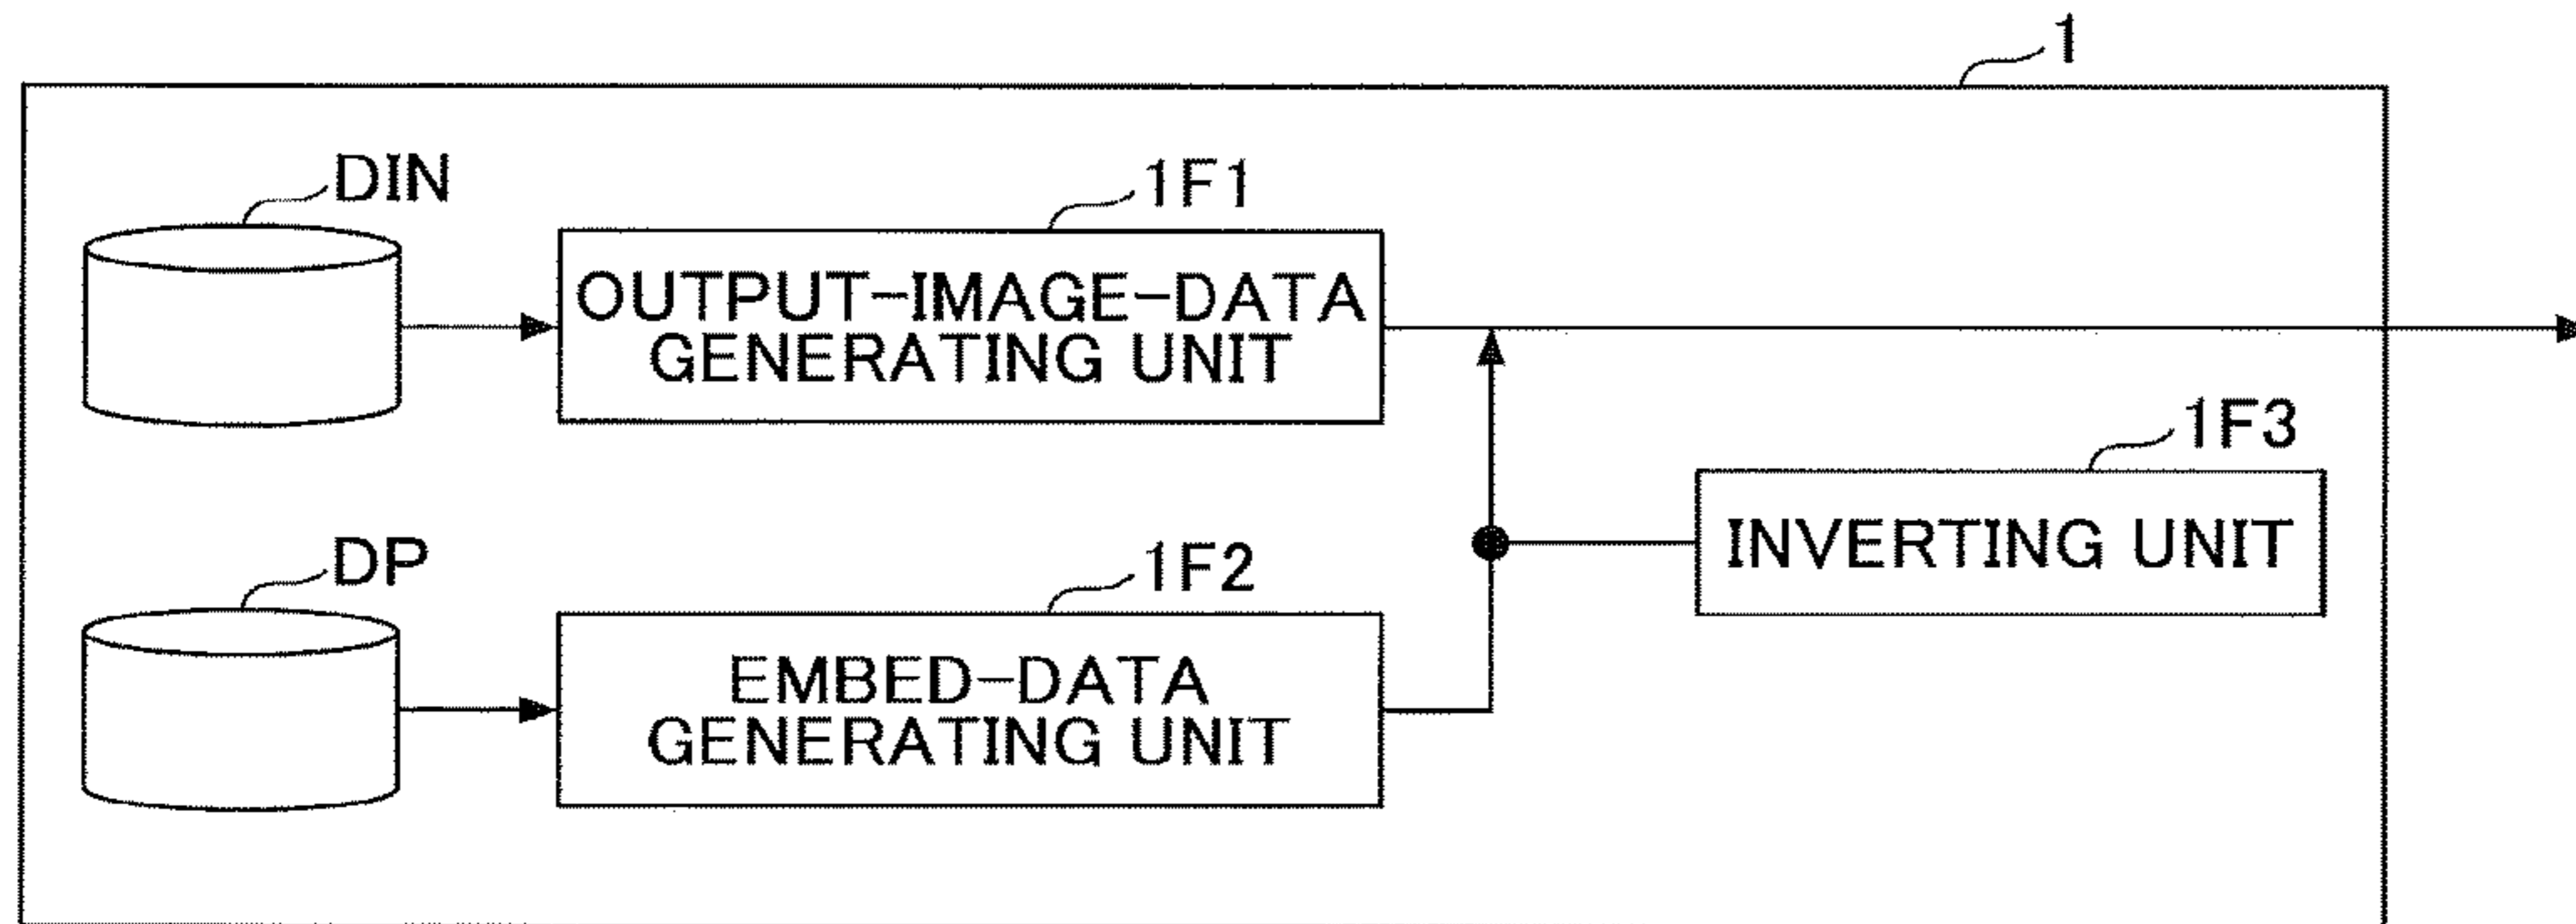 1
DIN
1F1
OUTPUT-IMAGE-DATA
GENERATING UNIT
1F3
INVERTING UNIT
DP
1F2
EMBED-DATA
GENERATING UNIT